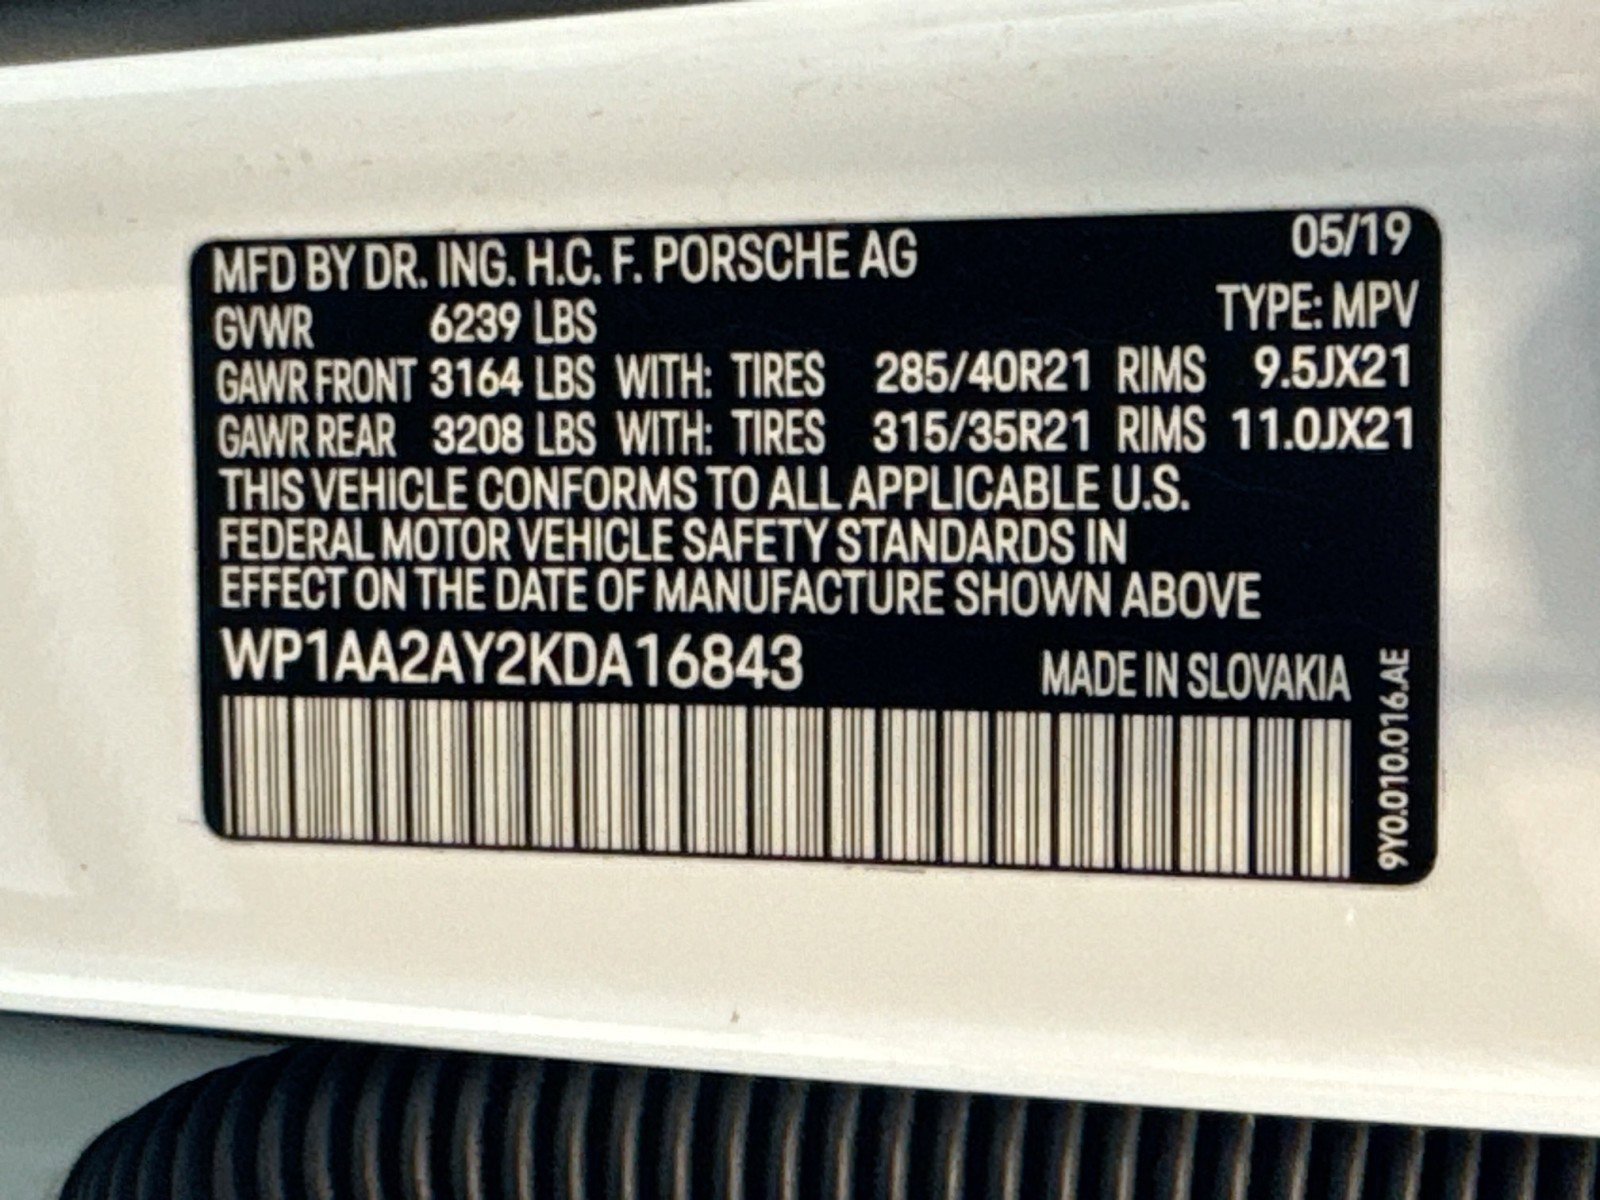 MFD BY DR. ING. H.C. F. PORSCHE AG 05/19
GVWR 6239 LBS TYPE: MPV
GAWR FRONT 3164 LBS WITH: TIRES 285/40R21 RIMS 9.5JX21
GAWR REAR 3208 LBS WITH: TIRES 315/35R21 RIMS 11.0JX21
THIS VEHICLE CONFORMS TO ALL APPLICABLE U.S.
FEDERAL MOTOR VEHICLE SAFETY STANDARDS IN
EFFECT ON THE DATE OF MANUFACTURE SHOWN ABOVE
WP1AA2AY2KDA16843 MADE IN SLOVAKIA
9Y0.010.016.AE